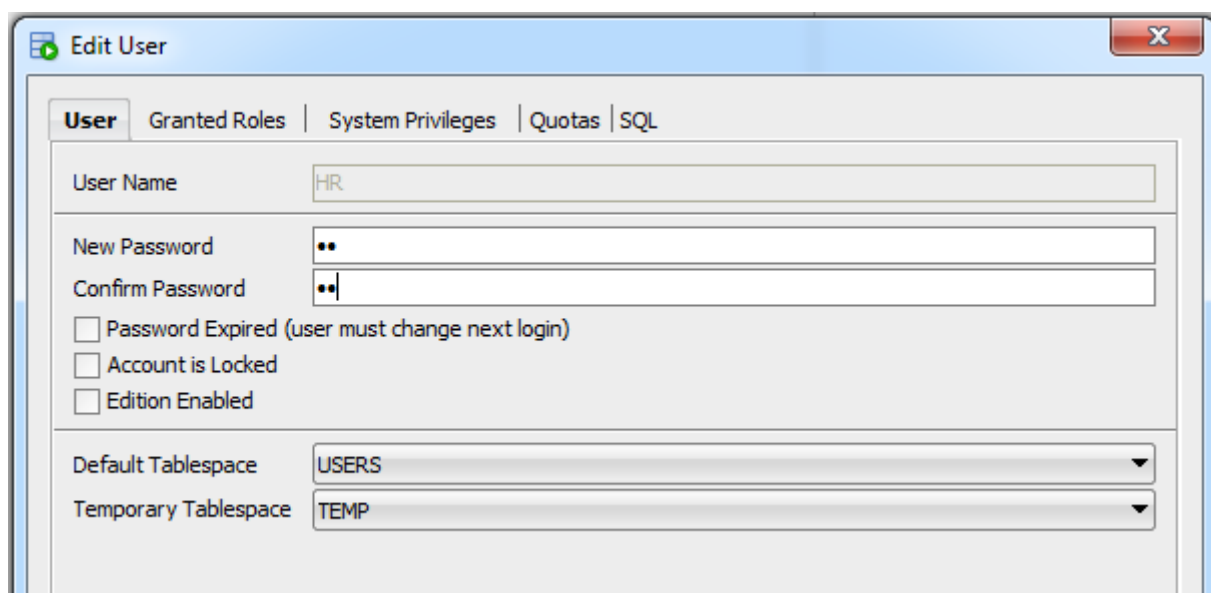 Edit User
User Granted Roles System Privileges Quotas SQL
User Name HR
New Password ••
Confirm Password ••
Password Expired (user must change next login)
Account is Locked
Edition Enabled
Default Tablespace USERS
Temporary Tablespace TEMP